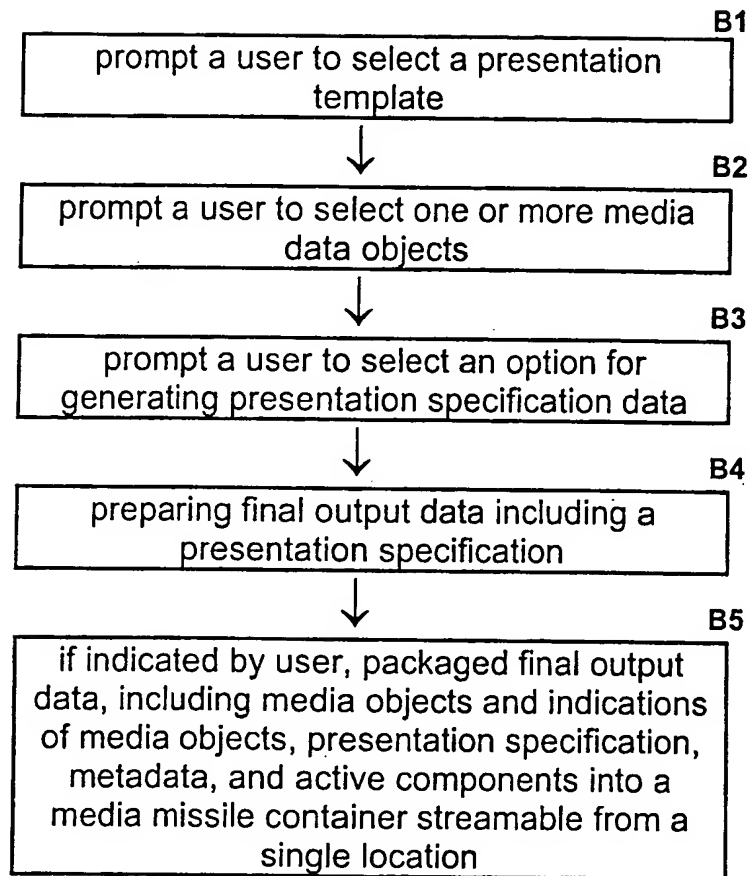 B1
prompt a user to select a presentation
template
B2
prompt a user to select one or more media
data objects
B3
prompt a user to select an option for
generating presentation specification data
B4
preparing final output data including a
presentation specification
B5
if indicated by user, packaged final output
data, including media objects and indications
of media objects, presentation specification,
metadada, and active components into a
media missile container streamable from a
single location